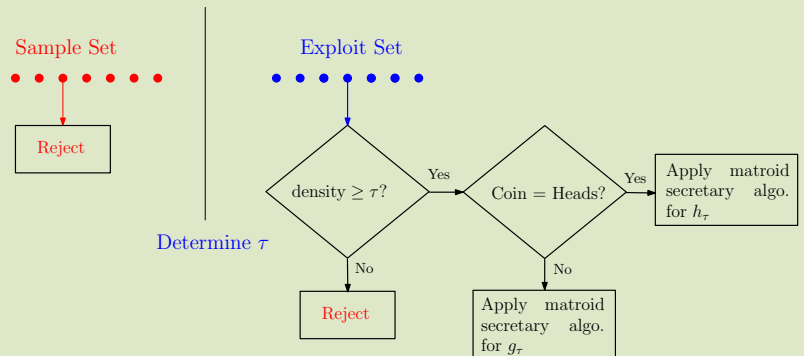 Sample Set
Exploit Set
Reject
density ≥ τ?
Yes
Coin = Heads?
Yes
Apply matroid
secretary algo.
for h_τ
Determine τ
No
Reject
No
Apply matroid
secretary algo.
for g_τ